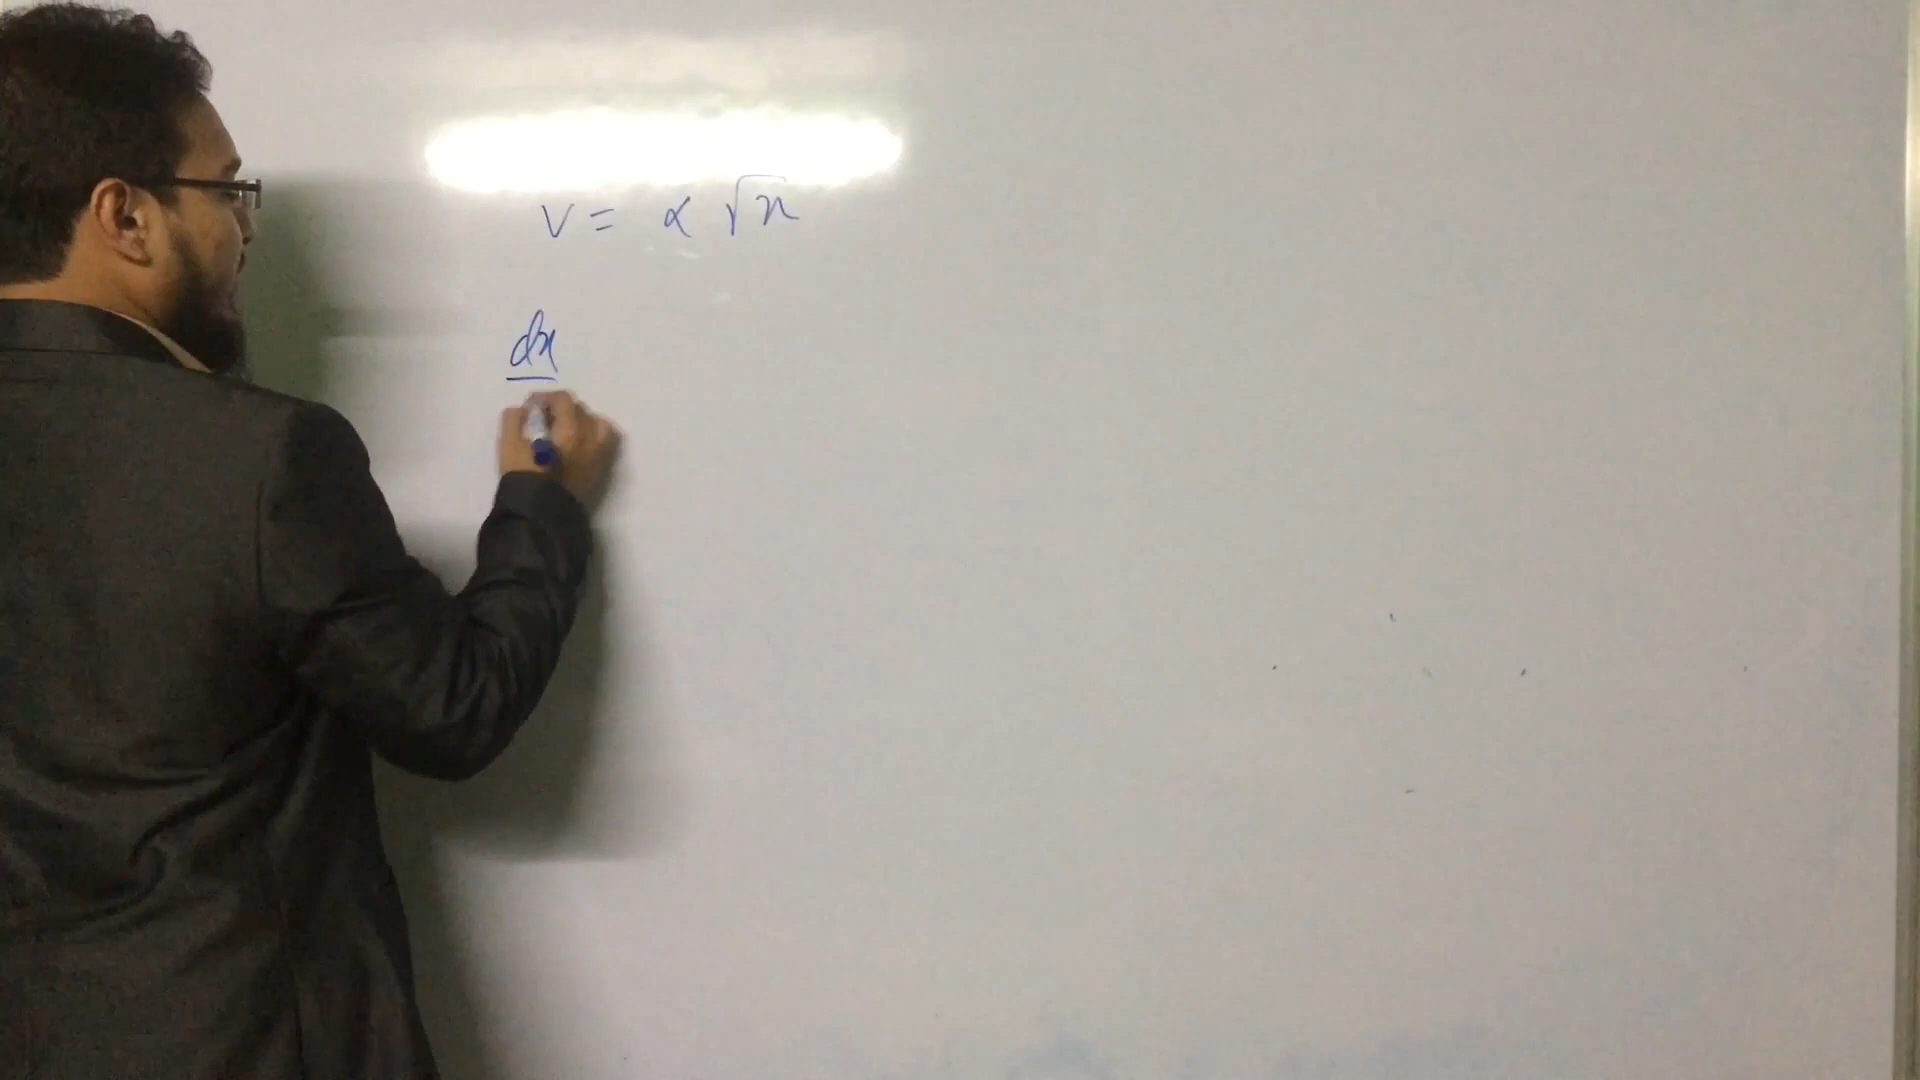 v = α √x
dx